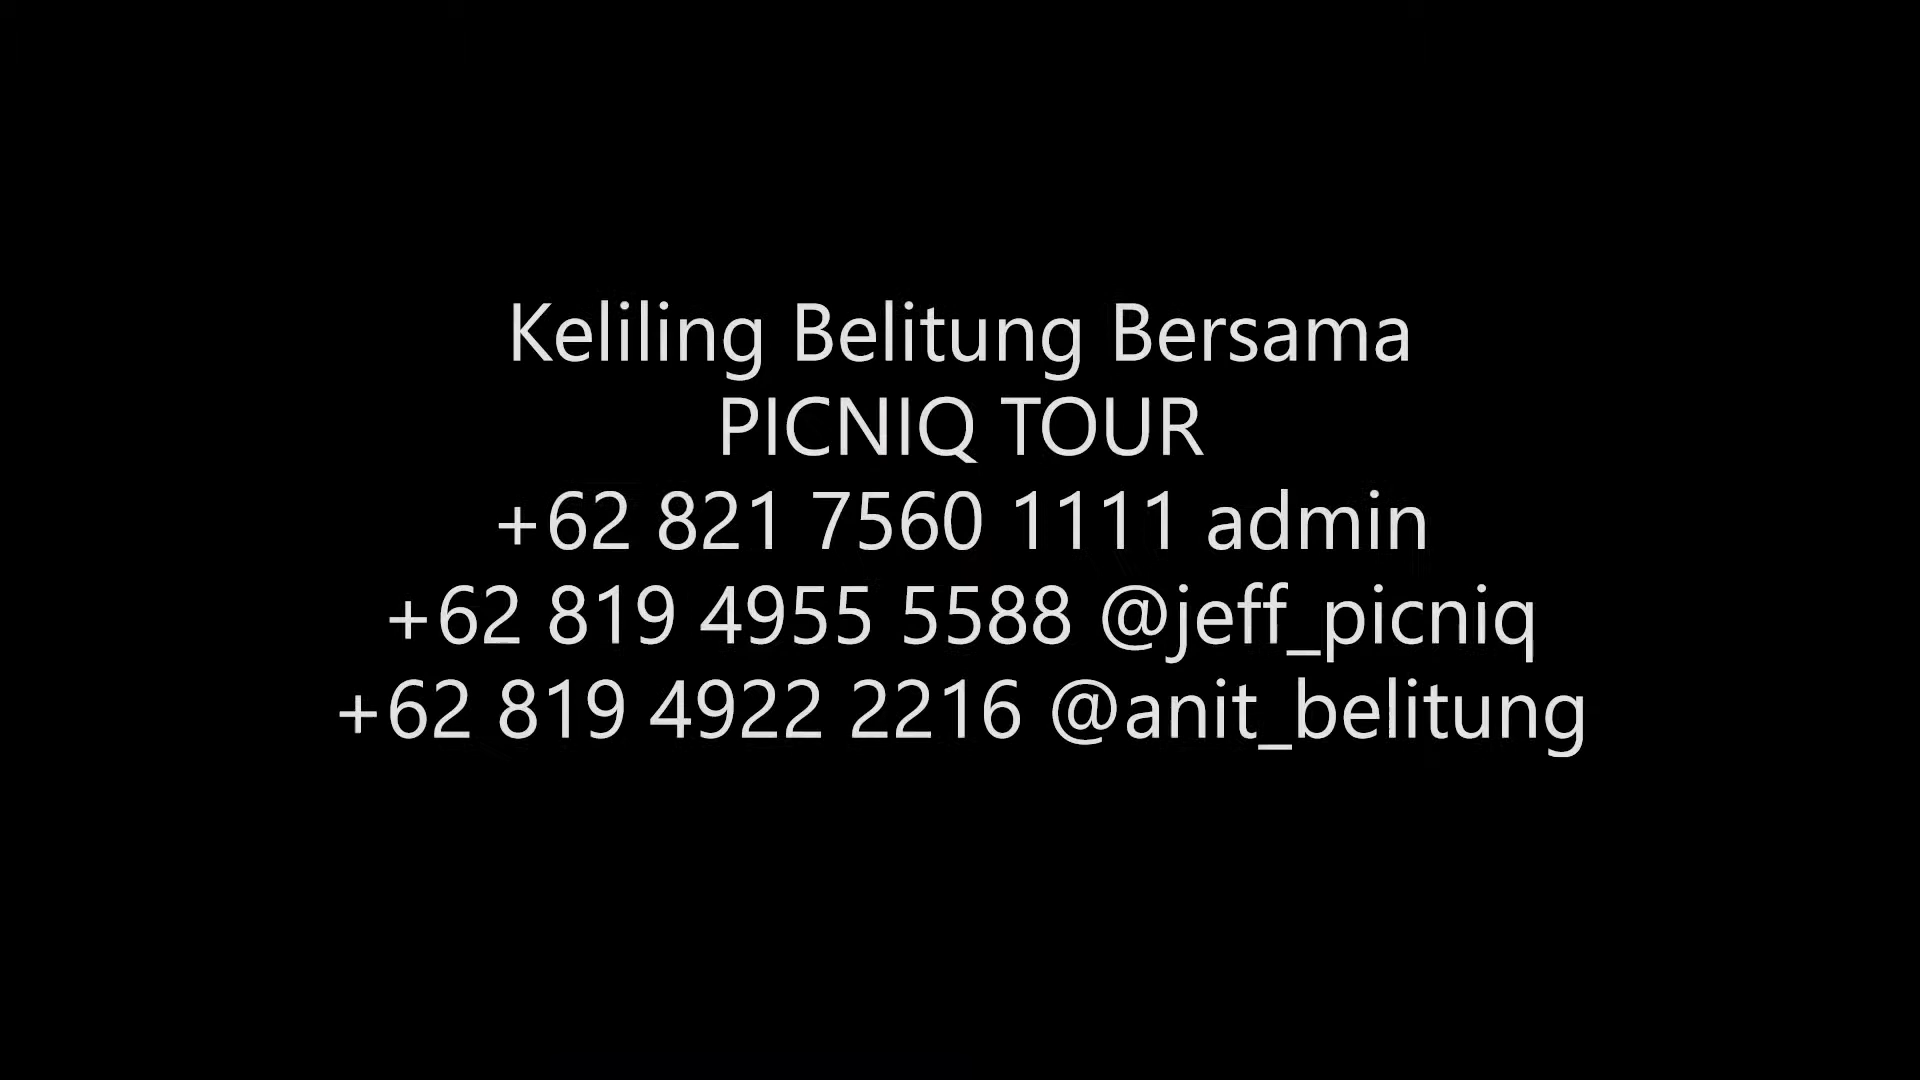 Keliling Belitung Bersama
PICNIQ TOUR
+62 821 7560 1111 admin
+62 819 4955 5588 @jeff_picniq
+62 819 4922 2216 @anit_belitung